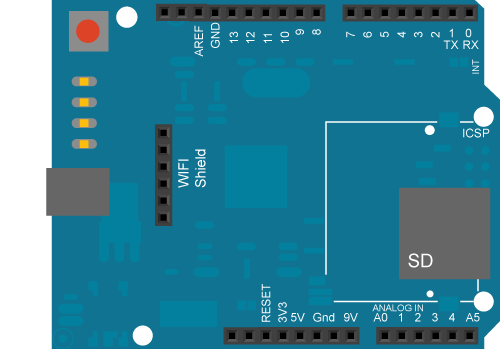 AREF
GND
13
12
11
10
9
8
7
6
5
4
3
2
1
0
TX
RX
INT
ICSP
WIFI
Shield
SD
RESET
3V3
5V
Gnd
9V
ANALOG IN
A0
1
2
3
4
A5